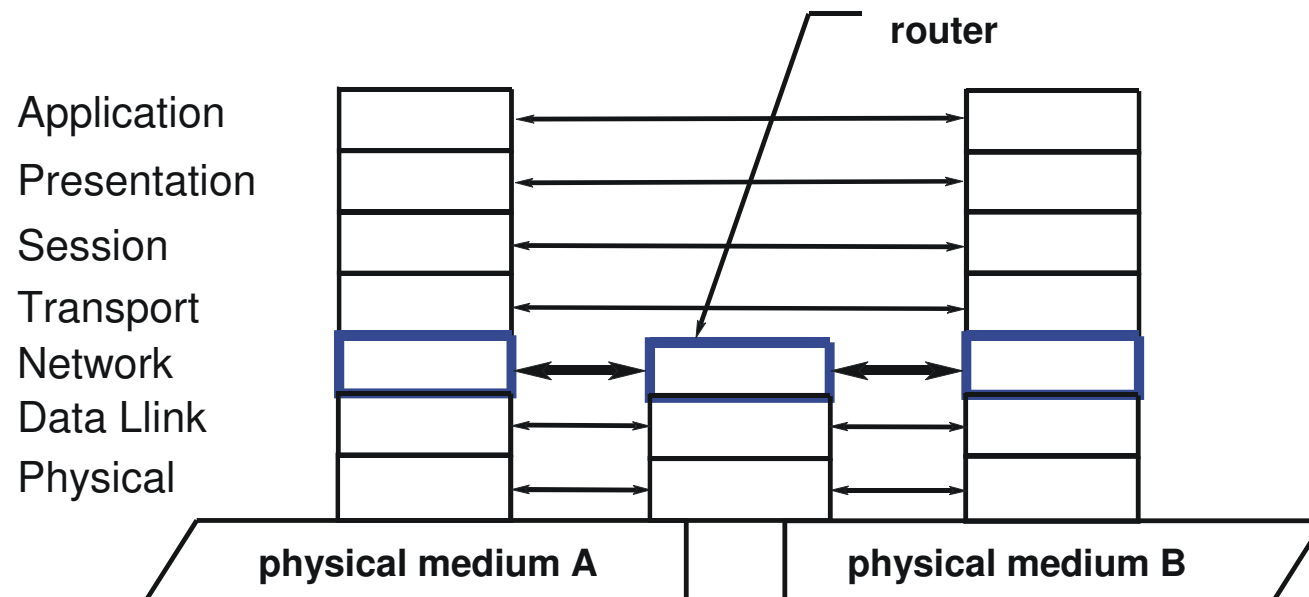 router
Application
Presentation
Session
Transport
Network
Data Llink
Physical
physical medium A
physical medium B